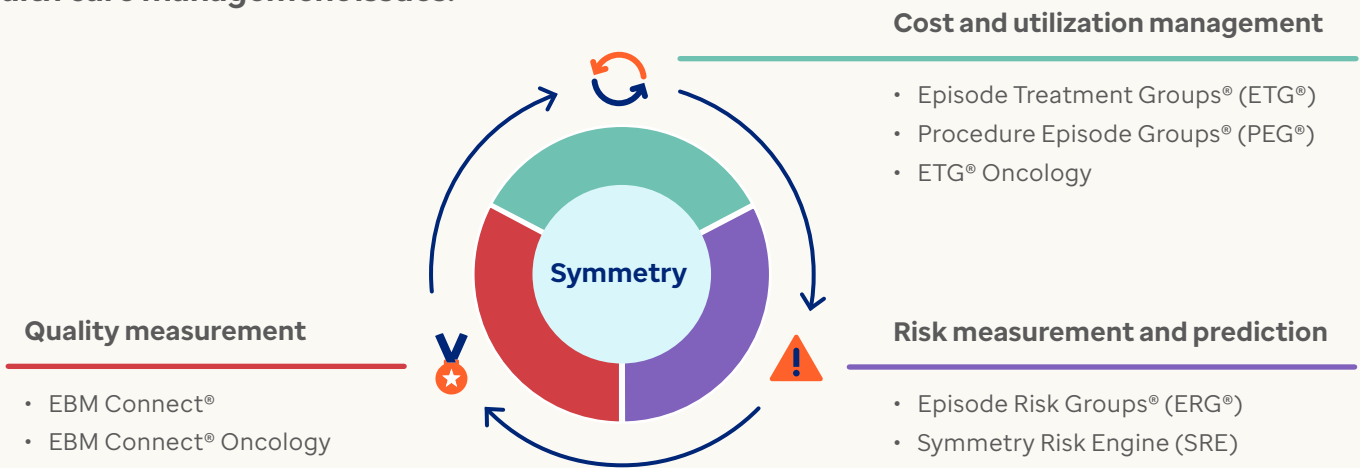 Cost and utilization management
• Episode Treatment Groups® (ETG®)
• Procedure Episode Groups® (PEG®)
• ETG® Oncology
Symmetry
Quality measurement
• EBM Connect®
• EBM Connect® Oncology
Risk measurement and prediction
• Episode Risk Groups® (ERG®)
• Symmetry Risk Engine (SRE)